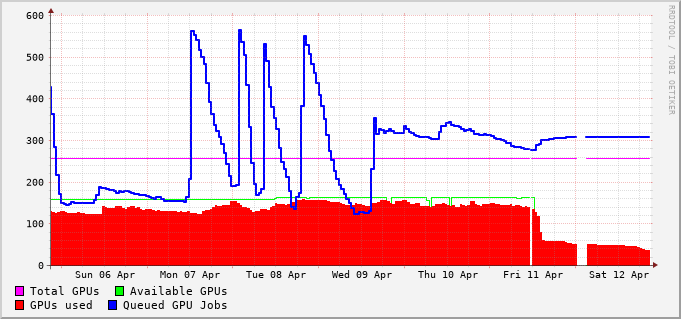 600
500
400
300
200
100
0
Sun 06 Apr Mon 07 Apr Tue 08 Apr Wed 09 Apr Thu 10 Apr Fri 11 Apr Sat 12 Apr
Total GPUs Available GPUs
GPUs used Queued GPU Jobs
RRDTOOL / TOBI OETIKER